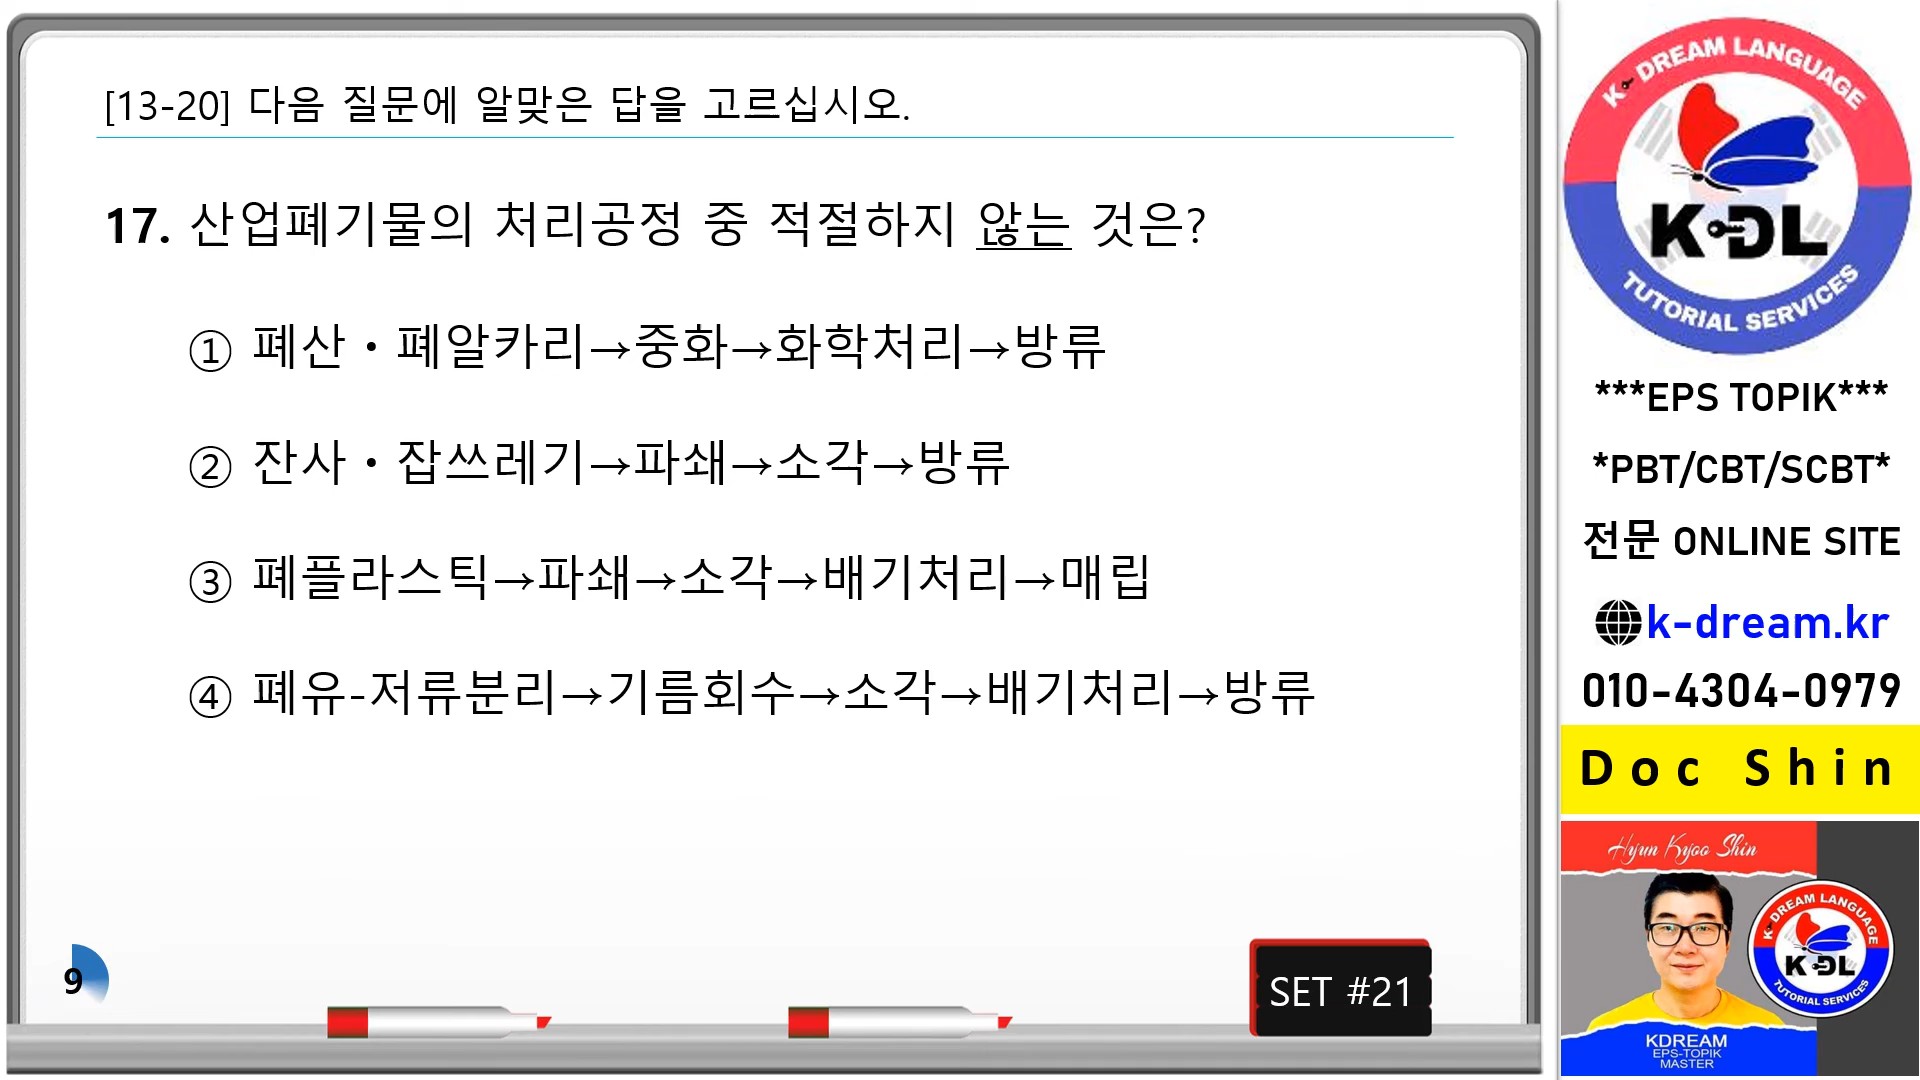 [13-20] 다음 질문에 알맞은 답을 고르십시오.
17. 산업폐기물의 처리공정 중 적절하지 않는 것은?
① 폐산・폐알카리→중화→화학처리→방류
② 잔사・잡쓰레기→파쇄→소각→방류
③ 폐플라스틱→파쇄→소각→배기처리→매립
④ 폐유-저류분리→기름회수→소각→배기처리→방류
9
SET #21
K-DREAM LANGUAGE
K-DL
TUTORIAL SERVICES
***EPS TOPIK***
*PBT/CBT/SCBT*
전문 ONLINE SITE
k-dream.kr
010-4304-0979
Doc Shin
Hyun Kyoo Shin
K-DREAM LANGUAGE
K-DL
TUTORIAL SERVICES
KDREAM
EPS-TOPIK
MASTER